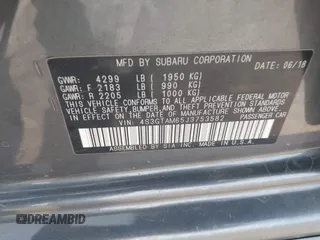 MFD. BY SUBARU CORPORATION DATE: 06/18
GVWR: 4299 LB ( 1950 KG)
GAWR: F 2183 LB ( 990 KG)
GAWR: R 2205 LB ( 1000 KG)
THIS VEHICLE CONFORMS TO ALL APPLICABLE FEDERAL MOTOR
VEHICLE SAFETY, BUMPER, AND THEFT PREVENTION
STANDARDS IN EFFECT ON THE DATE OF MANUFACTURE
SHOWN ABOVE.
VIN: 4S3GTAM65J3753582 PASSENGER CAR
ASSEMBLED BY SIA INC. IN U.S.A.
DREAMBID